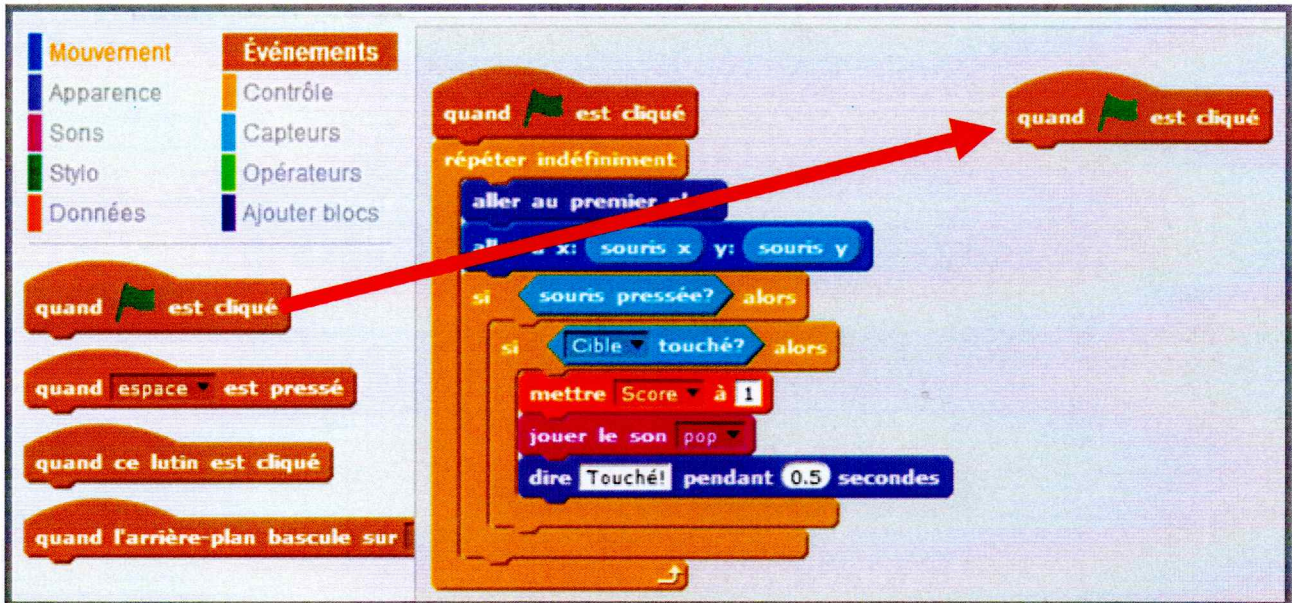 Mouvement Événements
Apparence Contrôle
Sons Capteurs
Stylo Opérateurs
Données Ajouter blocs
quand est cliqué
quand espace est pressé
quand ce lutin est cliqué
quand l'arrière-plan bascule sur
quand est cliqué
répéter indéfiniment
aller au premier
x: souris x y: souris y
si souris pressée? alors
si Cible touché? alors
mettre Score à 1
jouer le son pop
dire Touché! pendant 0.5 secondes
quand est cliqué